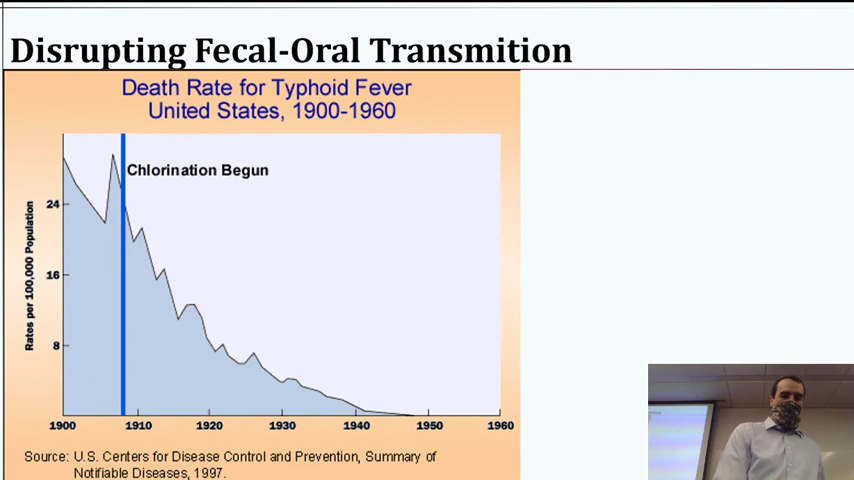 Disrupting Fecal-Oral Transmition
Death Rate for Typhoid Fever
United States, 1900-1960
Chlorination Begun
Rates per 100,000 Population
24
16
8
1900 1910 1920 1930 1940 1950 1960
Source: U.S. Centers for Disease Control and Prevention, Summary of
Notifiable Diseases, 1997.